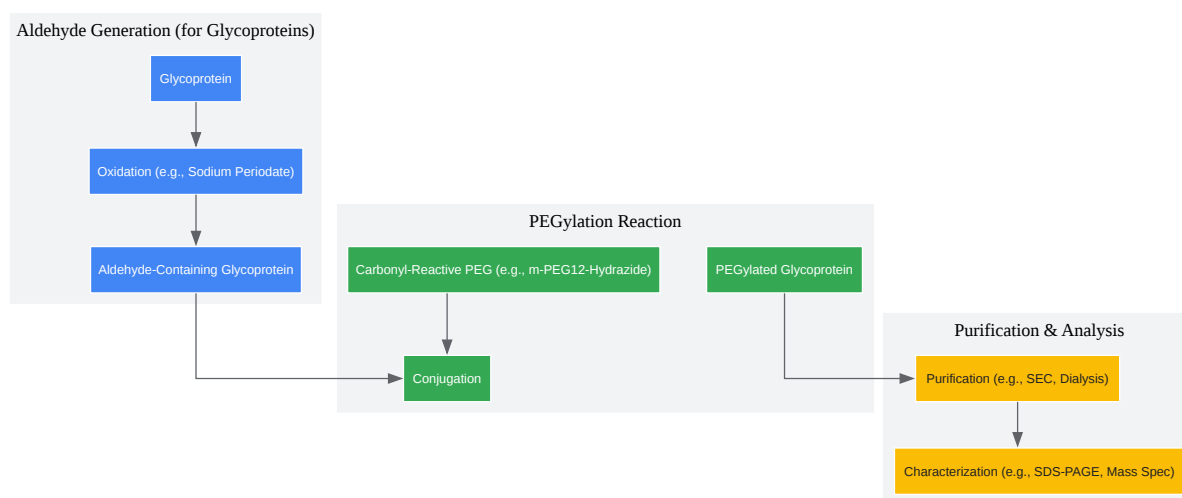 Aldehyde Generation (for Glycoproteins)
Glycoprotein
Oxidation (e.g., Sodium Periodate)
Aldehyde-Containing Glycoprotein
PEGylation Reaction
Carbonyl-Reactive PEG (e.g., m-PEG12-Hydrazide)
PEGylated Glycoprotein
Conjugation
Purification & Analysis
Purification (e.g., SEC, Dialysis)
Characterization (e.g., SDS-PAGE, Mass Spec)